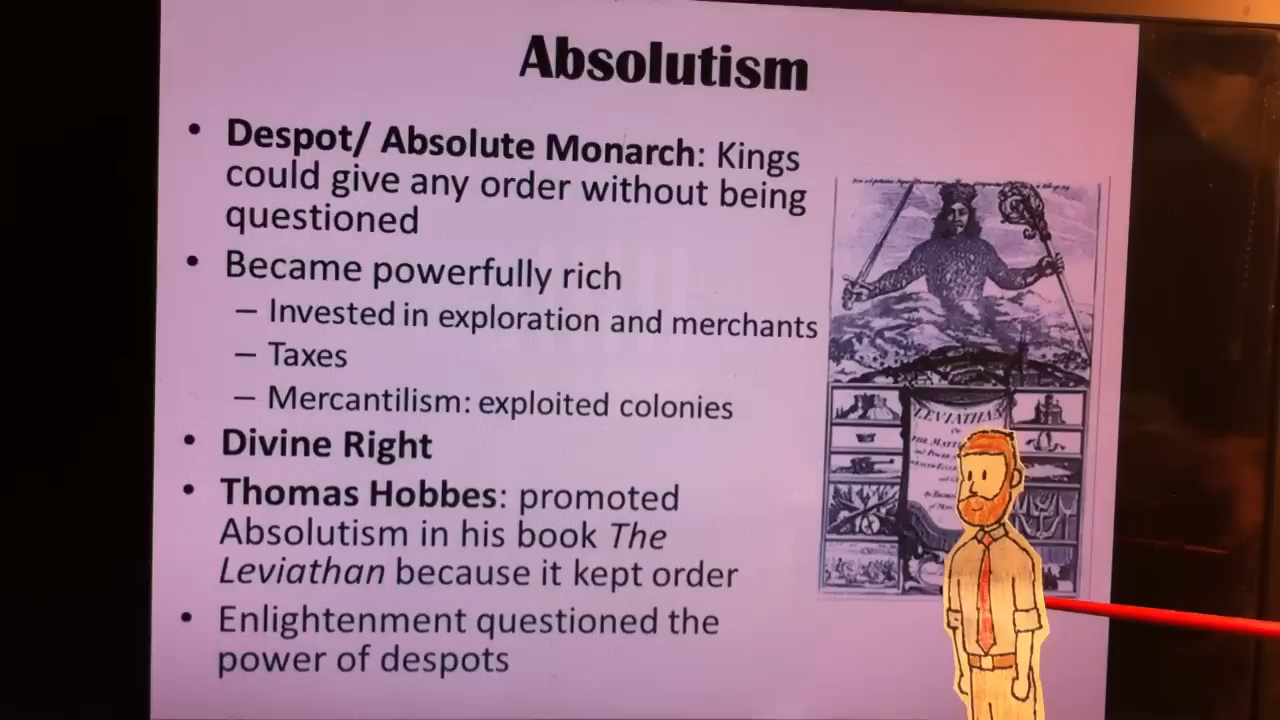 Absolutism
• Despot/ Absolute Monarch: Kings
could give any order without being
questioned
• Became powerfully rich
– Invested in exploration and merchants
– Taxes
– Mercantilism: exploited colonies
• Divine Right
• Thomas Hobbes: promoted
Absolutism in his book The
Leviathan because it kept order
• Enlightenment questioned the
power of despots
LEVIATHAN